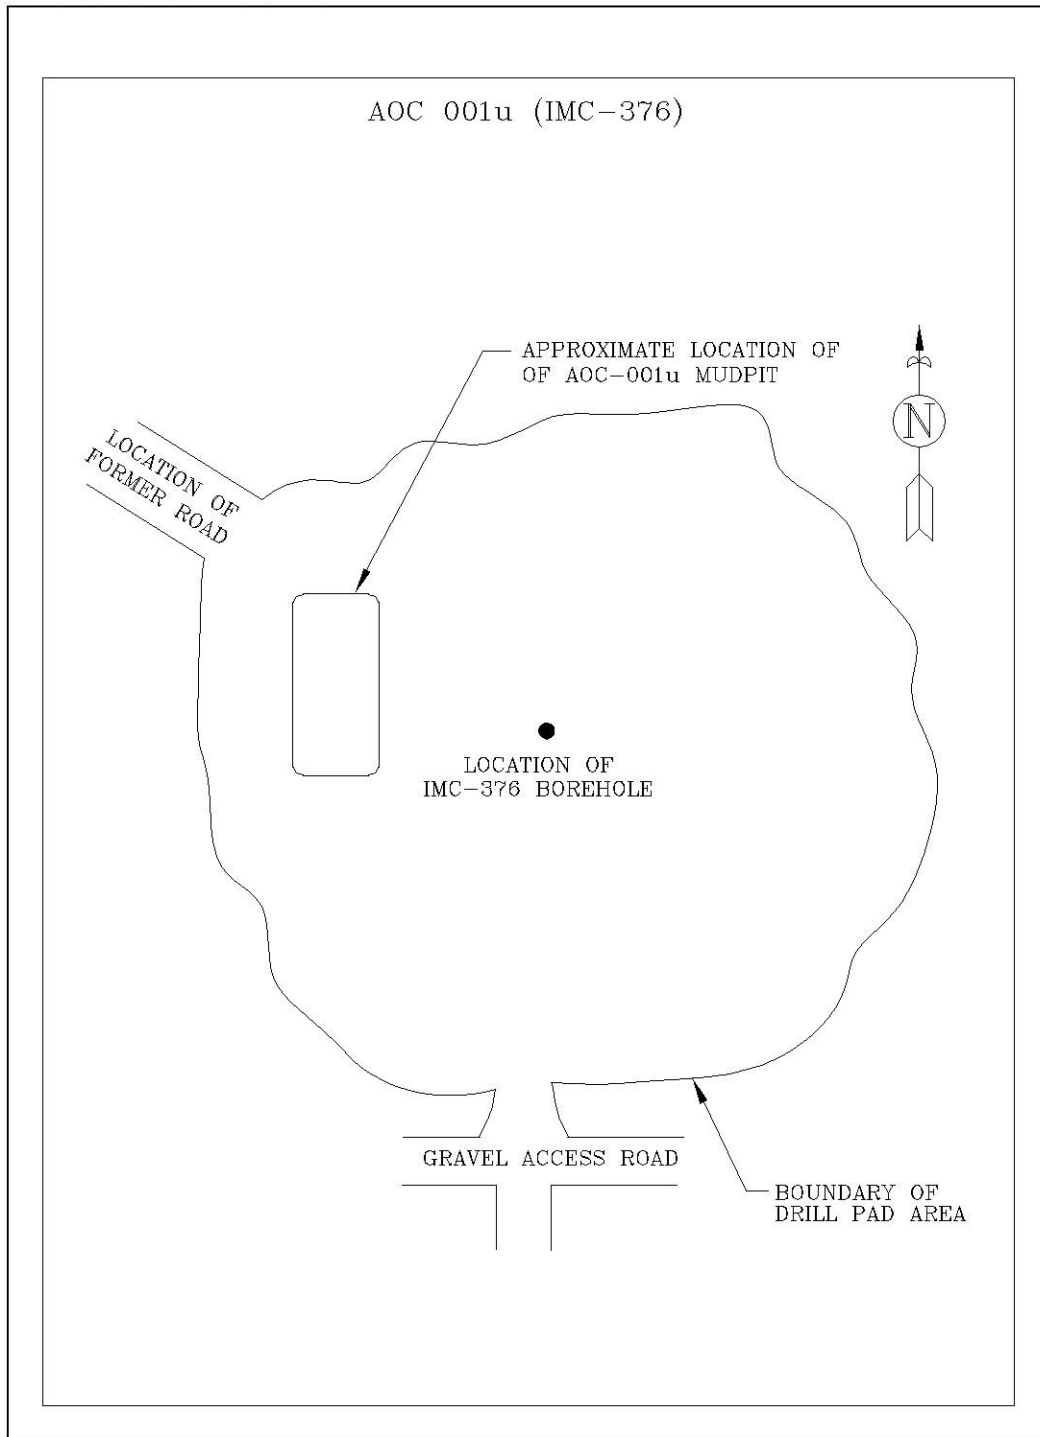 AOC 001u (IMC-376)
APPROXIMATE LOCATION OF
OF AOC-001u MUDPIT
N
LOCATION OF
FORMER ROAD
LOCATION OF
IMC-376 BOREHOLE
GRAVEL ACCESS ROAD
BOUNDARY OF
DRILL PAD AREA